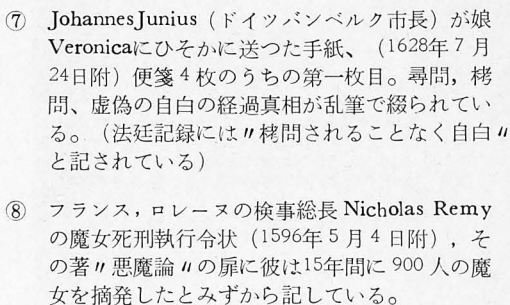 ⑦ Johannes Junius（ドイツバンベルク市長）が娘
Veronicaにひそかに送つた手紙、（1628年7月
24日附）便箋4枚のうちの第一枚目。尋問，拷
問、虚偽の自白の経過真相が乱筆で綴られてい
る。（法廷記録には〃拷問されることなく自白〃
と記されている）
⑧ フランス，ロレーヌの検事総長 Nicholas Remy
の魔女死刑執行令状（1596年5月4日附），そ
の著〃悪魔論〃の扉に彼は15年間に900人の魔
女を摘発したとみずから記している。